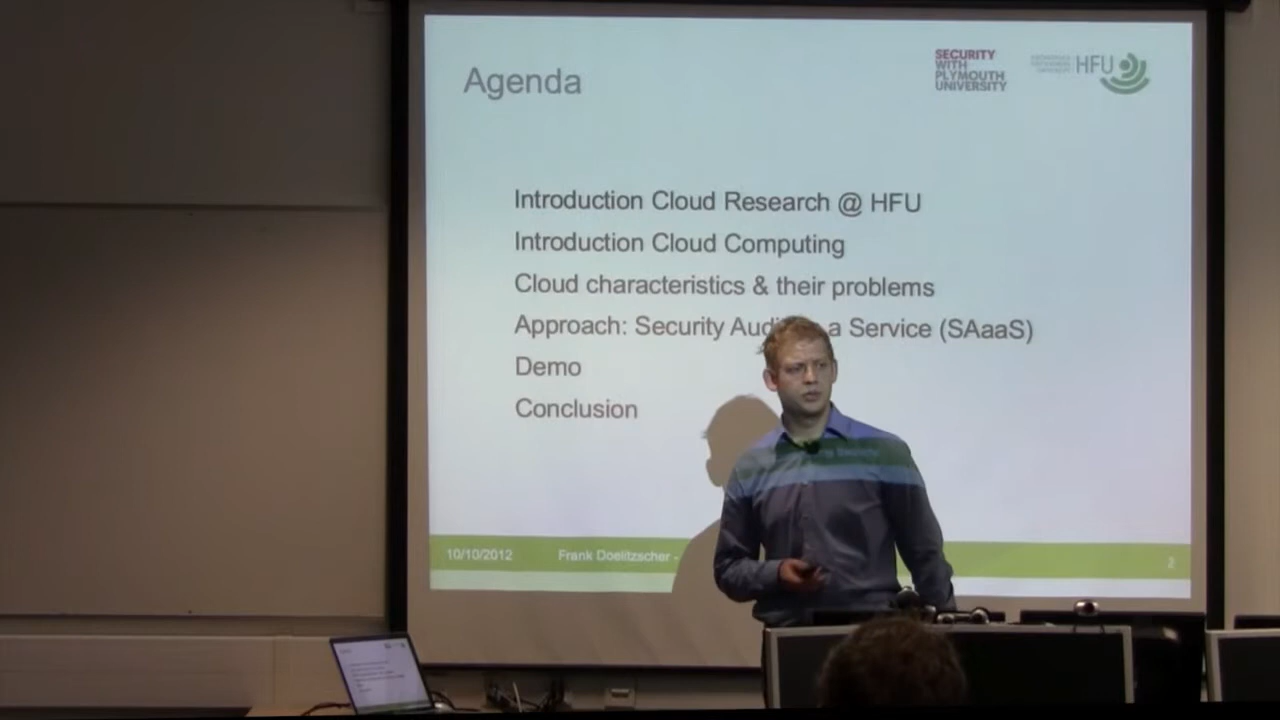 Agenda
SECURITY
WITH
PLYMOUTH
UNIVERSITY
HFU
Introduction Cloud Research @ HFU
Introduction Cloud Computing
Cloud characteristics & their problems
Approach: Security Audi a Service (SAaaS)
Demo
Conclusion
10/10/2012 Frank Doelitzscher - 2